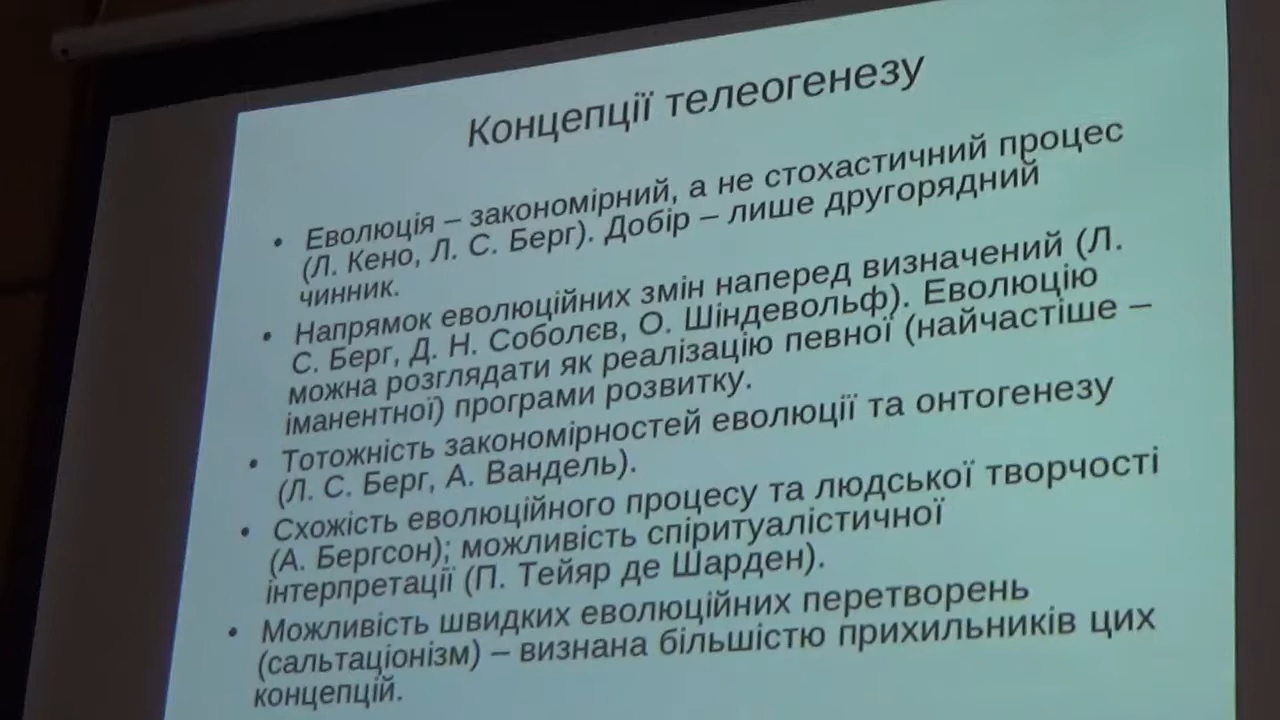 Концепції телеогенезу
• Еволюція – закономірний, а не стохастичний процес
(Л. Кено, Л. С. Берг). Добір – лише другорядний
чинник.
• Напрямок еволюційних змін наперед визначений (Л.
С. Берг, Д. Н. Соболєв, О. Шіндевольф). Еволюцію
можна розглядати як реалізацію певної (найчастіше –
іманентної) програми розвитку.
• Тотожність закономірностей еволюції та онтогенезу
(Л. С. Берг, А. Вандель).
• Схожість еволюційного процесу та людської творчості
(А. Бергсон); можливість спіритуалістичної
інтерпретації (П. Тейяр де Шарден).
• Можливість швидких еволюційних перетворень
(сальтаціонізм) – визнана більшістю прихильників цих
концепцій.